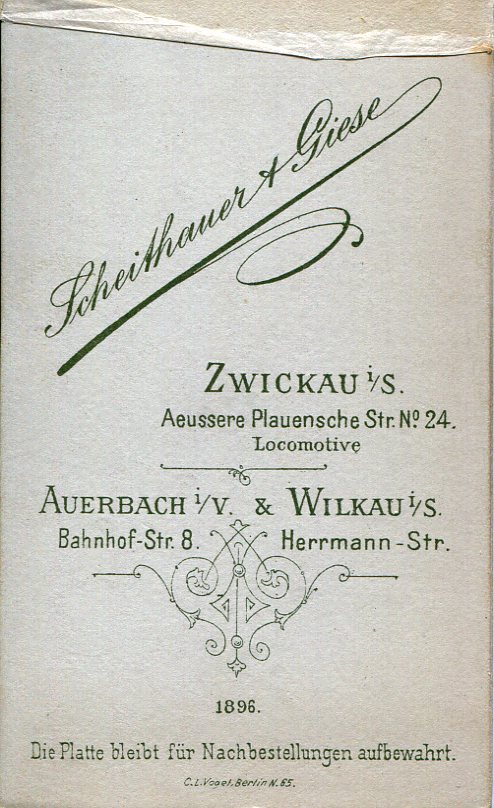 Scheithauer & Giese
ZWICKAU i/S.
Aeussere Plauensche Str. No 24.
Locomotive
AUERBACH i/V. & WILKAU i/S.
Bahnhof-Str. 8. Herrmann-Str.
1896.
Die Platte bleibt für Nachbestellungen aufbewahrt.
C.L. Vogel, Berlin N. 65.